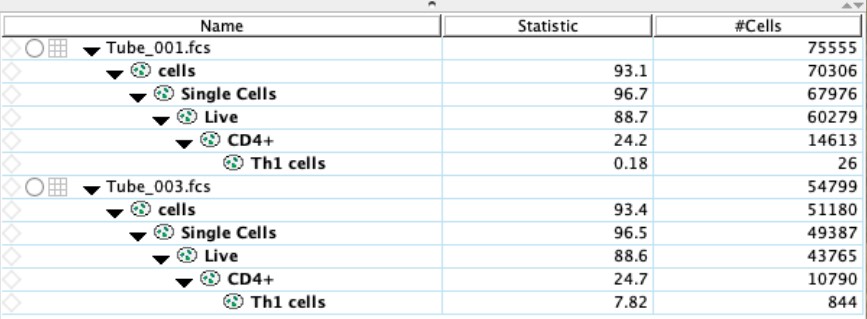 Name Statistic #Cells
Tube_001.fcs 75555
cells 93.1 70306
Single Cells 96.7 67976
Live 88.7 60279
CD4+ 24.2 14613
Th1 cells 0.18 26
Tube_003.fcs 54799
cells 93.4 51180
Single Cells 96.5 49387
Live 88.6 43765
CD4+ 24.7 10790
Th1 cells 7.82 844